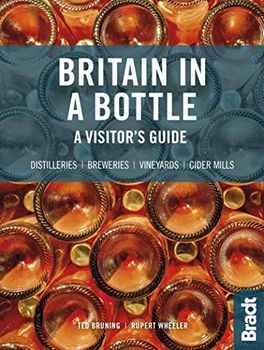 BRITAIN IN
A BOTTLE
A VISITOR'S GUIDE
DISTILLERIES | BREWERIES | VINEYARDS | CIDER MILLS
TED BRUNING | RUPERT WHEELER
Bradt